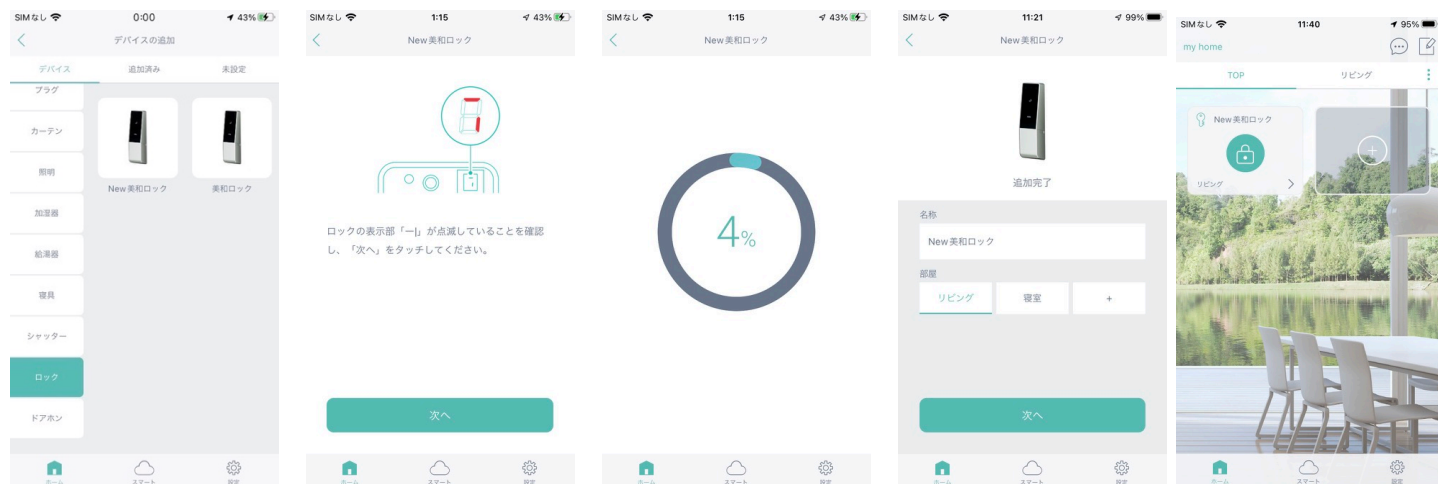 SIMなし 0:00 43%
デバイスの追加
デバイス 追加済み 未設定
プラグ
カーテン
照明
加湿器
給湯器
寝具
シャッター
ロック
ドアホン
New美和ロック 美和ロック
ホーム スマート 設定
SIMなし 1:15 43%
New美和ロック
ロックの表示部「ー|」が点滅していることを確認
し、「次へ」をタッチしてください。
次へ
ホーム スマート 設定
SIMなし 1:15 43%
New美和ロック
4%
ホーム スマート 設定
SIMなし 11:21 99%
New美和ロック
追加完了
名称
New美和ロック
部屋
リビング 寝室 +
次へ
ホーム スマート 設定
SIMなし 11:40 95%
my home
TOP リビング
New美和ロック
リビング
ホーム スマート 設定